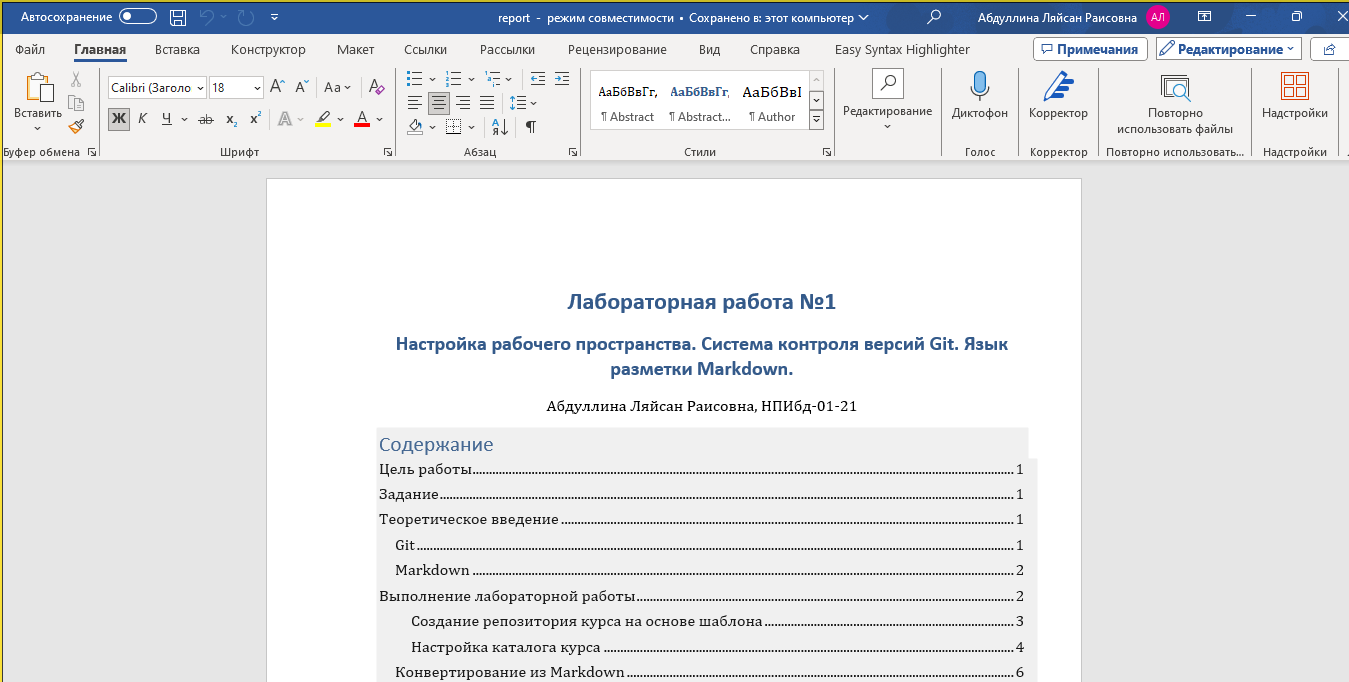 Автосохранение
report - режим совместимости • Сохранено в: этот компьютер
Абдуллина Ляйсан Раисовна АЛ
Файл Главная Вставка Конструктор Макет Ссылки Рассылки Рецензирование Вид Справка Easy Syntax Highlighter Примечания Редактирование
Вставить
Буфер обмена
Calibri (Заголо 18
Ж К Ч ab x₂ x² A A
Aa
Шрифт
Абзац
АаБбВвГг, АаБбВвГг, АаБбВвІ
¶ Abstract ¶ Abstract... ¶ Author
Стили
Редактирование
Диктофон
Голос
Корректор
Корректор
Повторно
использовать файлы
Повторно использовать...
Надстройки
Надстройки
Лабораторная работа №1
Настройка рабочего пространства. Система контроля версий Git. Язык
разметки Markdown.
Абдуллина Ляйсан Раисовна, НПИбд-01-21
Содержание
Цель работы 1
Задание 1
Теоретическое введение 1
Git 1
Markdown 2
Выполнение лабораторной работы 2
Создание репозитория курса на основе шаблона 3
Настройка каталога курса 4
Конвертирование из Markdown 6